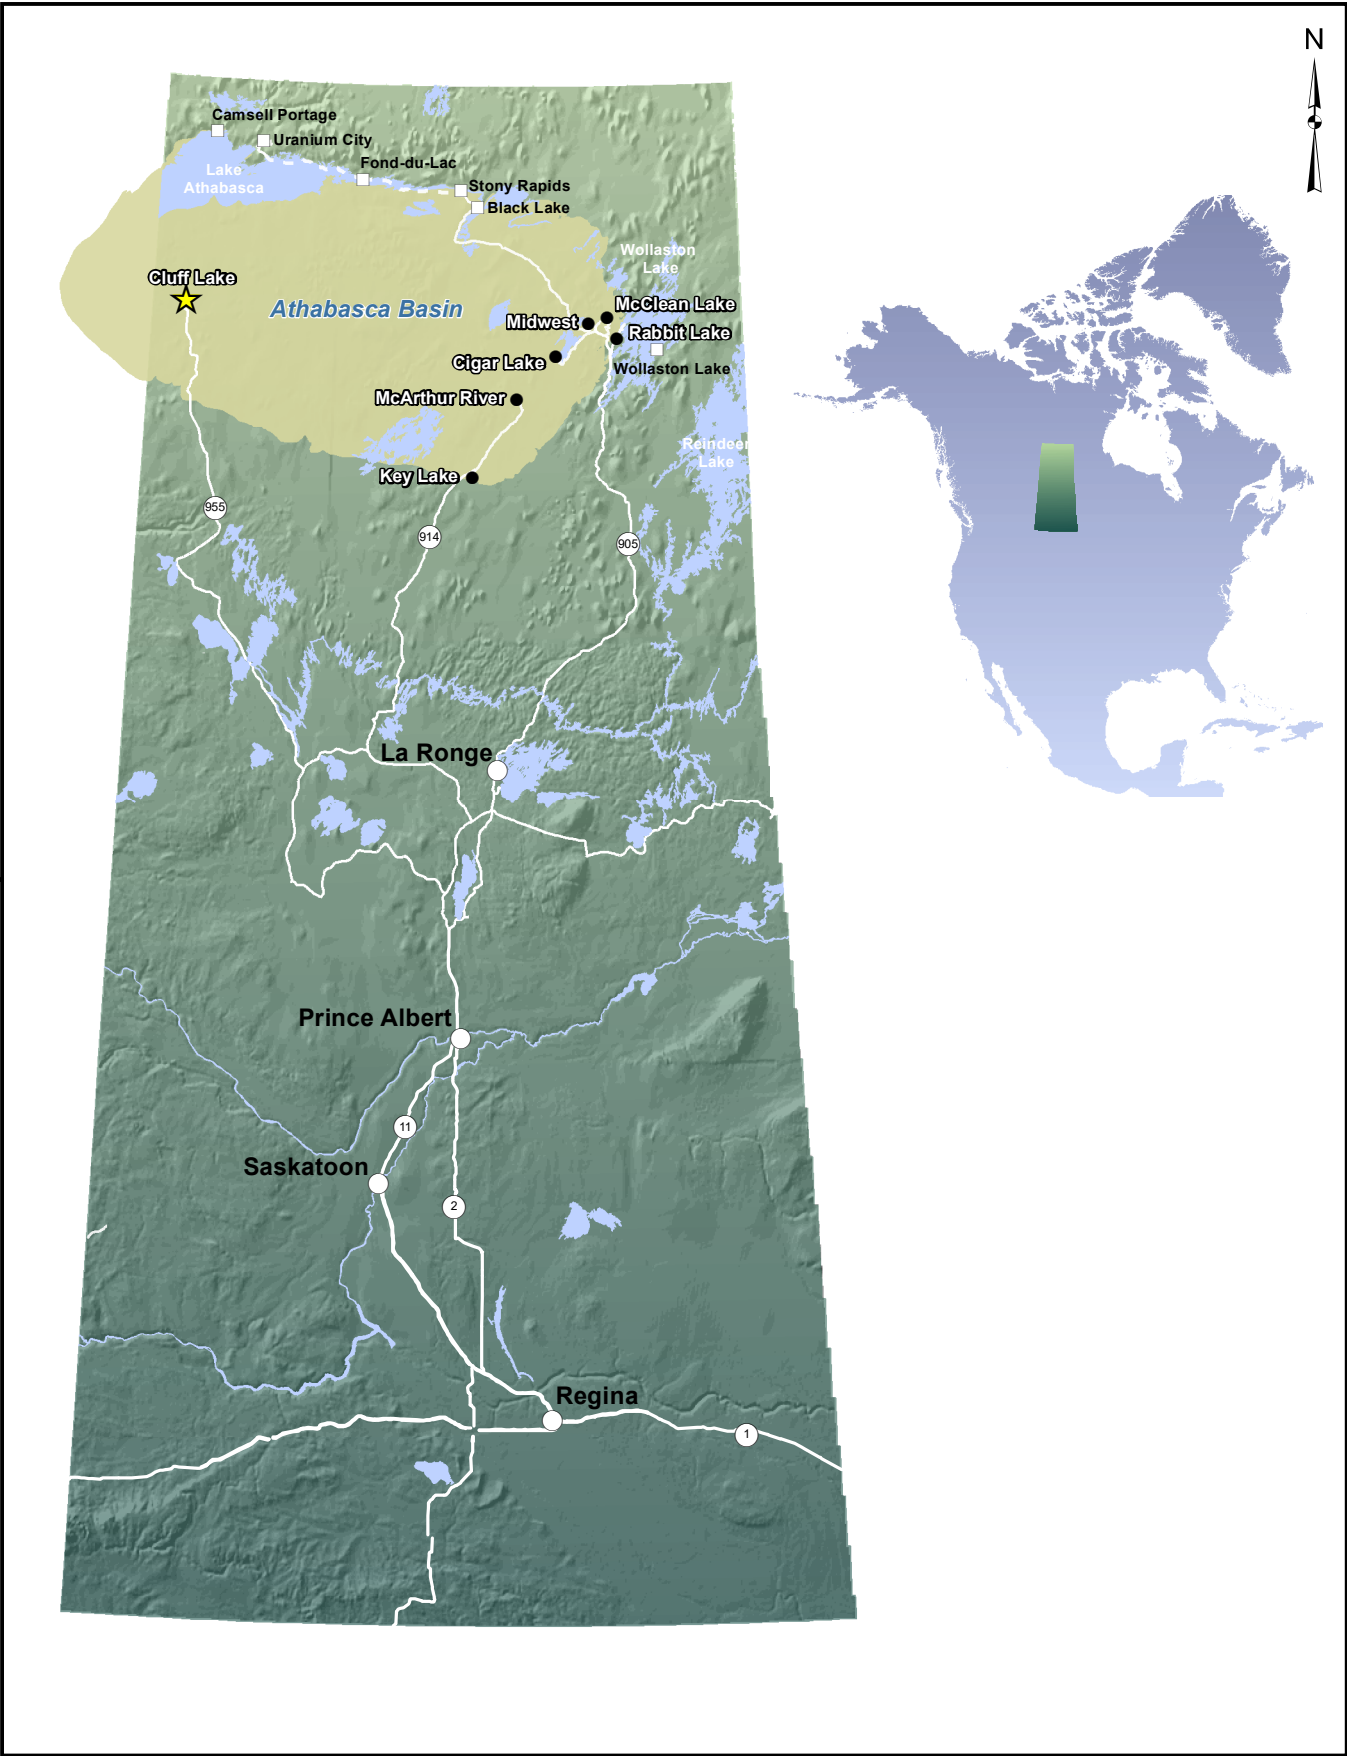 N
Camsell Portage
Uranium City
Fond-du-Lac
Lake
Athabasca
Stony Rapids
Black Lake
Wollaston
Lake
Cluff Lake
Athabasca Basin
McClean Lake
Midwest
Rabbit Lake
Cigar Lake
Wollaston Lake
McArthur River
Reindeer
Lake
Key Lake
955
914
905
La Ronge
Prince Albert
11
Saskatoon
2
Regina
1